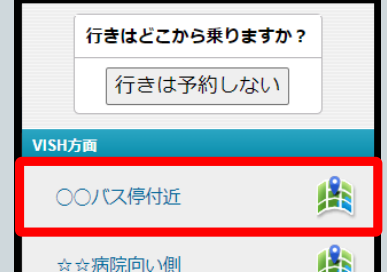 行きはどこから乗りますか？
行きは予約しない
VISH方面
○○バス停付近
☆☆病院向い側